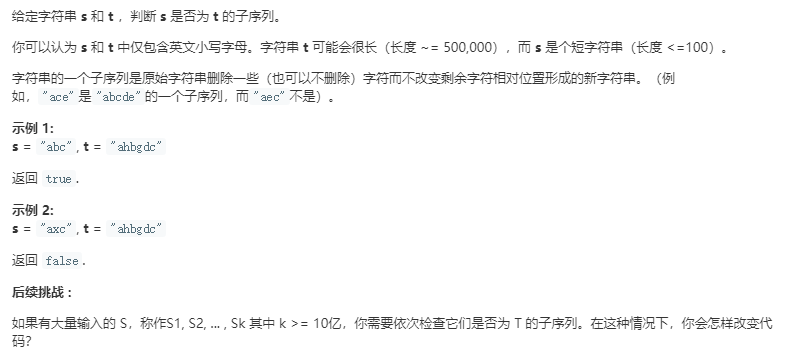 给定字符串 s 和 t ，判断 s 是否为 t 的子序列。
你可以认为 s 和 t 中仅包含英文小写字母。字符串 t 可能会很长（长度 ~= 500,000），而 s 是个短字符串（长度 <=100）。
字符串的一个子序列是原始字符串删除一些（也可以不删除）字符而不改变剩余字符相对位置形成的新字符串。（例
如，"ace"是"abcde"的一个子序列，而"aec"不是）。
示例 1:
s = "abc", t = "ahbgdc"
返回 true.
示例 2:
s = "axc", t = "ahbgdc"
返回 false.
后续挑战 :
如果有大量输入的 S，称作S1, S2, ... , Sk 其中 k >= 10亿，你需要依次检查它们是否为 T 的子序列。在这种情况下，你会怎样改变代
码?